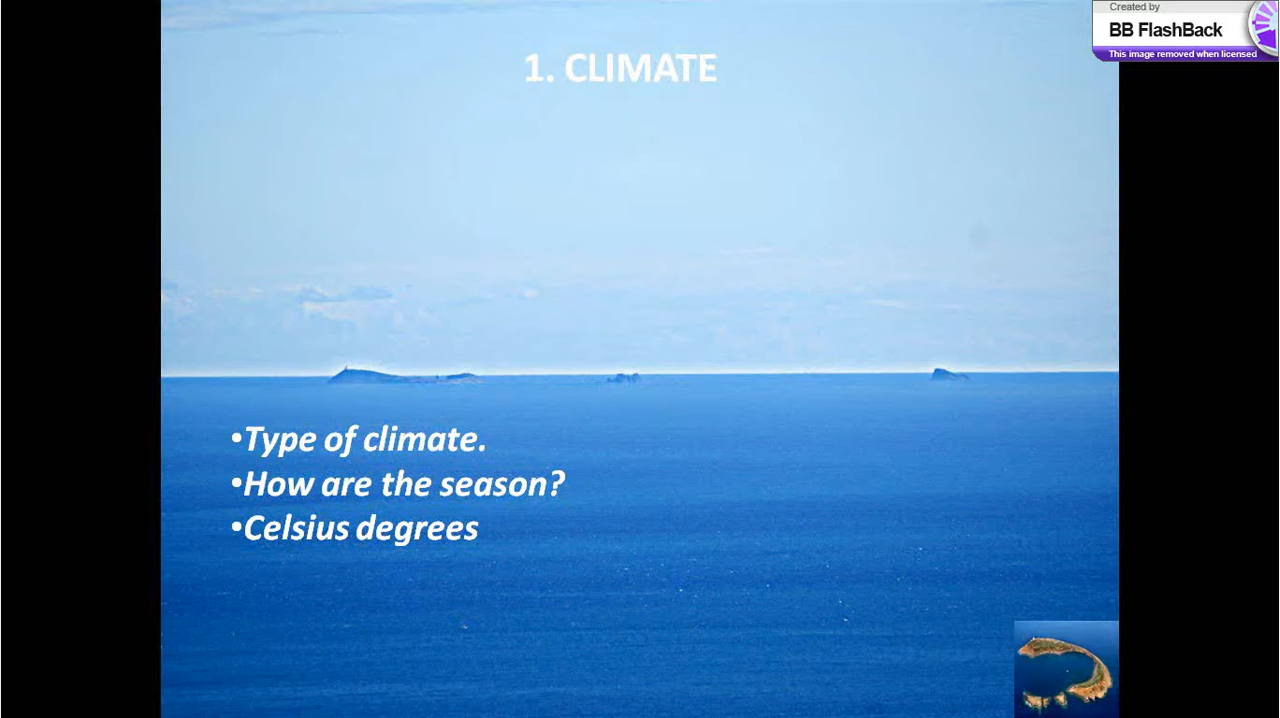 Created by
BB FlashBack
This image removed when licensed
1. CLIMATE
•Type of climate.
•How are the season?
•Celsius degrees